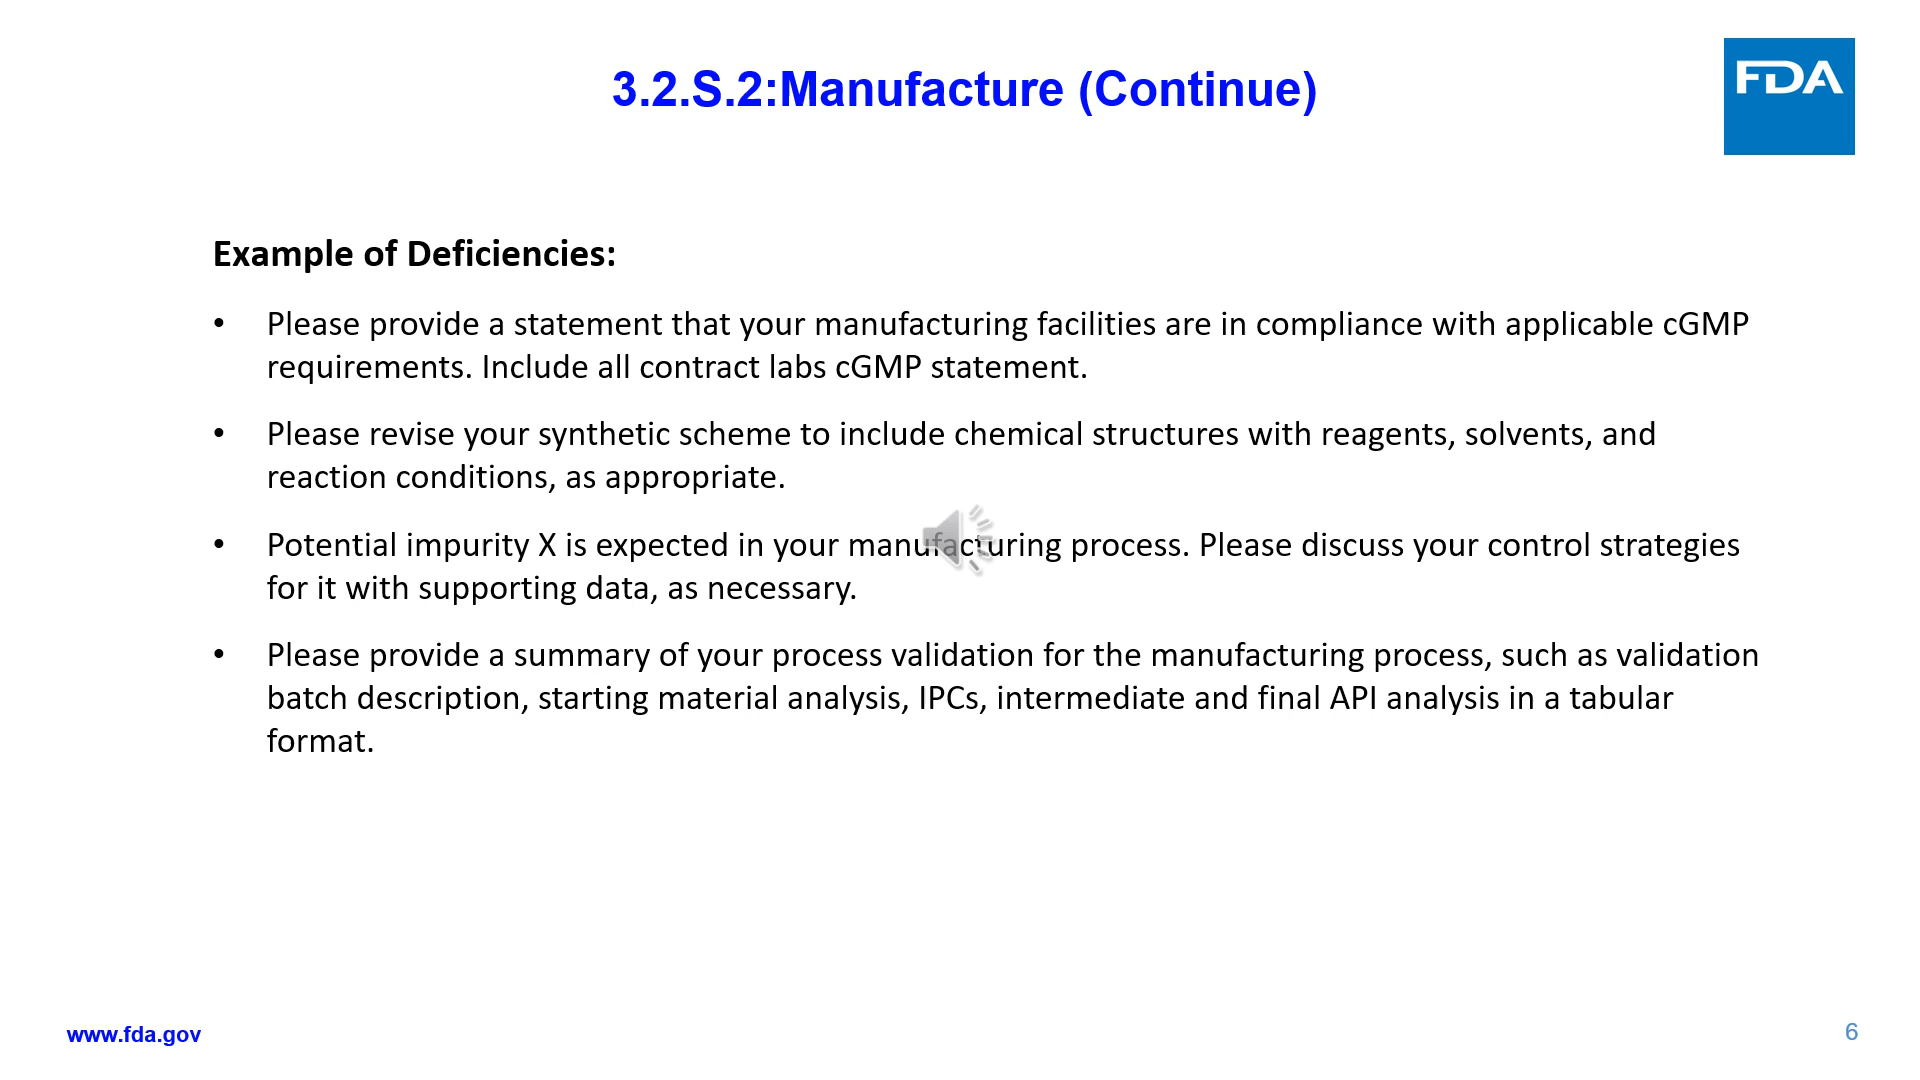 3.2.S.2:Manufacture (Continue)
FDA
Example of Deficiencies:
• Please provide a statement that your manufacturing facilities are in compliance with applicable cGMP
requirements. Include all contract labs cGMP statement.
• Please revise your synthetic scheme to include chemical structures with reagents, solvents, and
reaction conditions, as appropriate.
• Potential impurity X is expected in your manufacturing process. Please discuss your control strategies
for it with supporting data, as necessary.
• Please provide a summary of your process validation for the manufacturing process, such as validation
batch description, starting material analysis, IPCs, intermediate and final API analysis in a tabular
format.
www.fda.gov
6